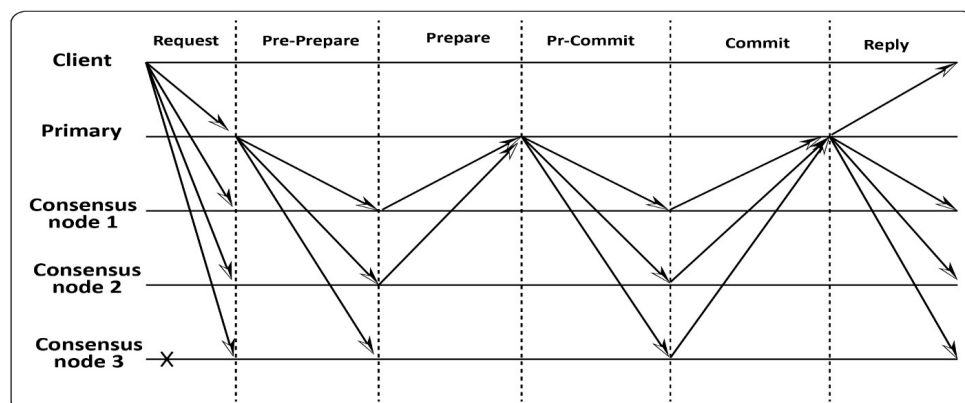 Request Pre-Prepare Prepare Pr-Commit Commit Reply
Client
Primary
Consensus
node 1
Consensus
node 2
Consensus
node 3